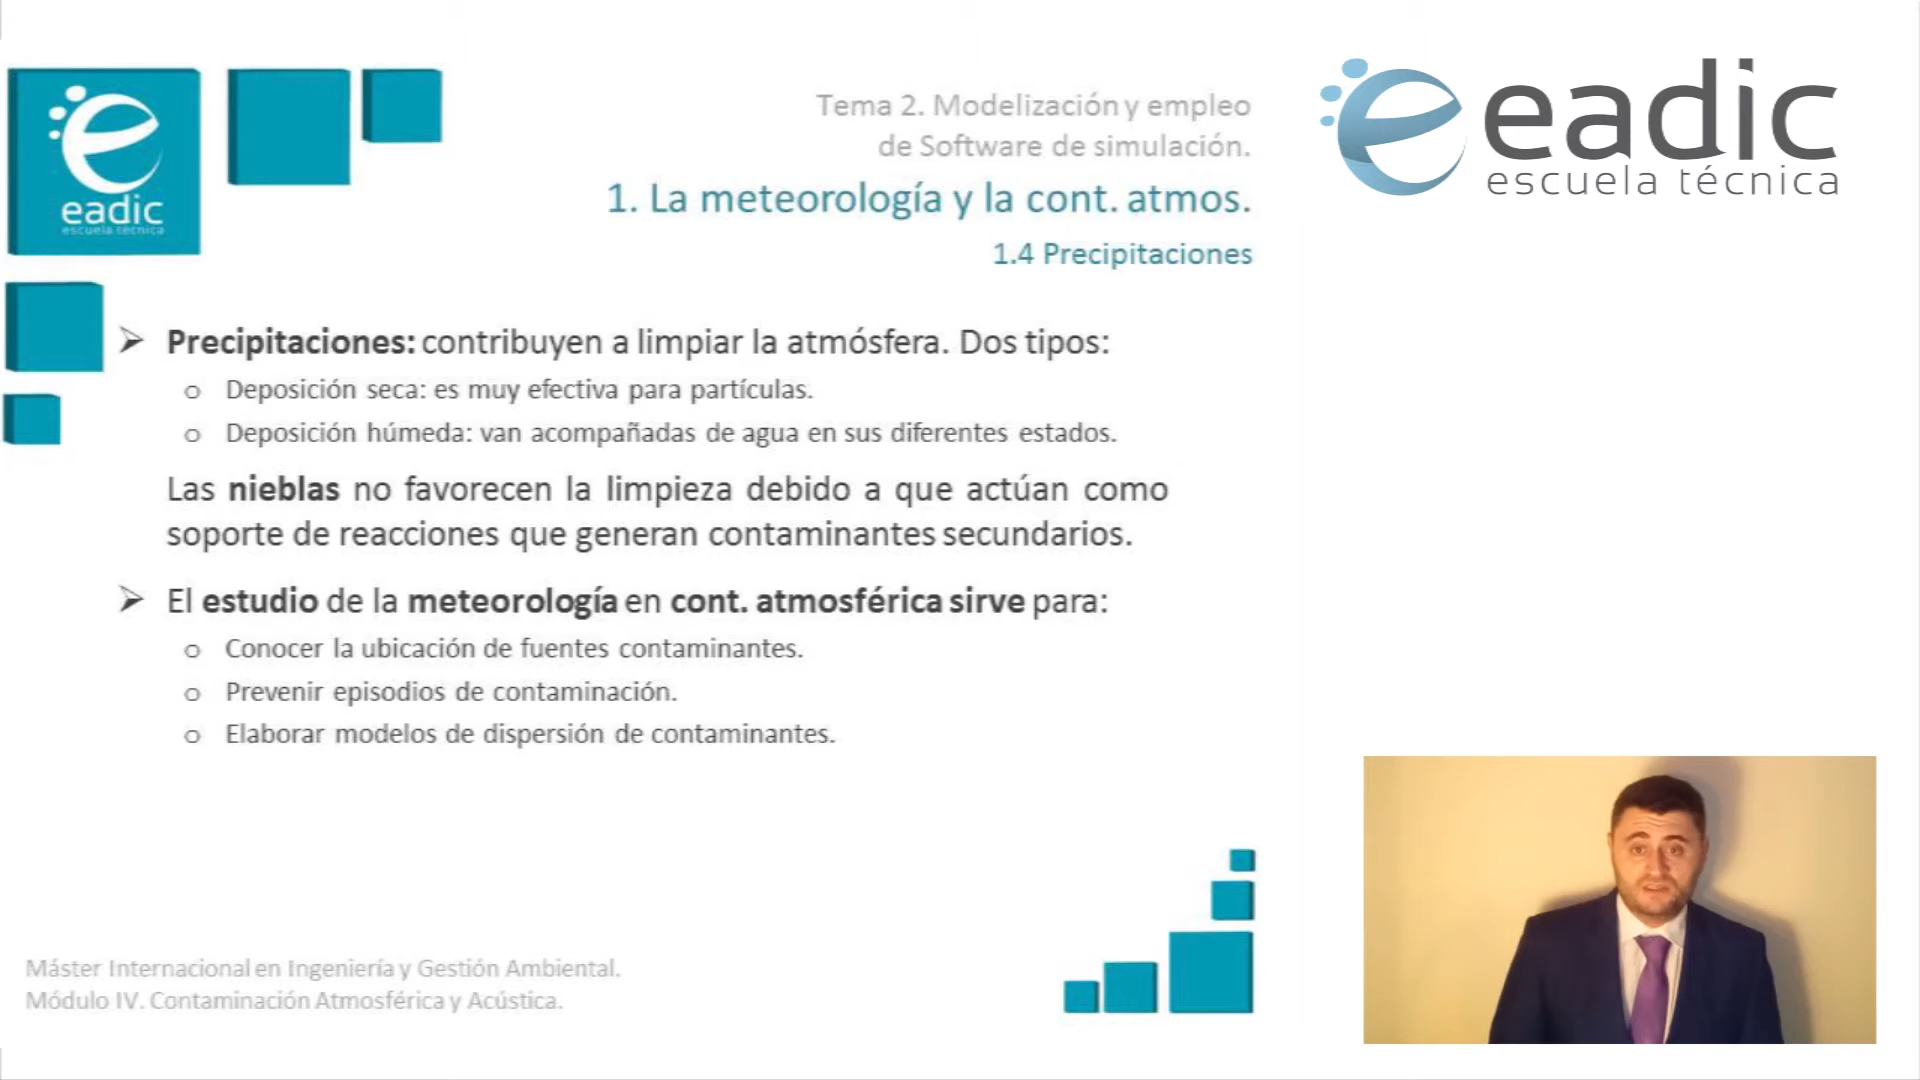 eadic
escuela técnica
Tema 2. Modelización y empleo
de Software de simulación.
1. La meteorología y la cont. atmos.
1.4 Precipitaciones
eadic
escuela técnica
Precipitaciones: contribuyen a limpiar la atmósfera. Dos tipos:
o Deposición seca: es muy efectiva para partículas.
o Deposición húmeda: van acompañadas de agua en sus diferentes estados.
Las nieblas no favorecen la limpieza debido a que actúan como
soporte de reacciones que generan contaminantes secundarios.
El estudio de la meteorología en cont. atmosférica sirve para:
o Conocer la ubicación de fuentes contaminantes.
o Prevenir episodios de contaminación.
o Elaborar modelos de dispersión de contaminantes.
Máster Internacional en Ingeniería y Gestión Ambiental.
Módulo IV. Contaminación Atmosférica y Acústica.